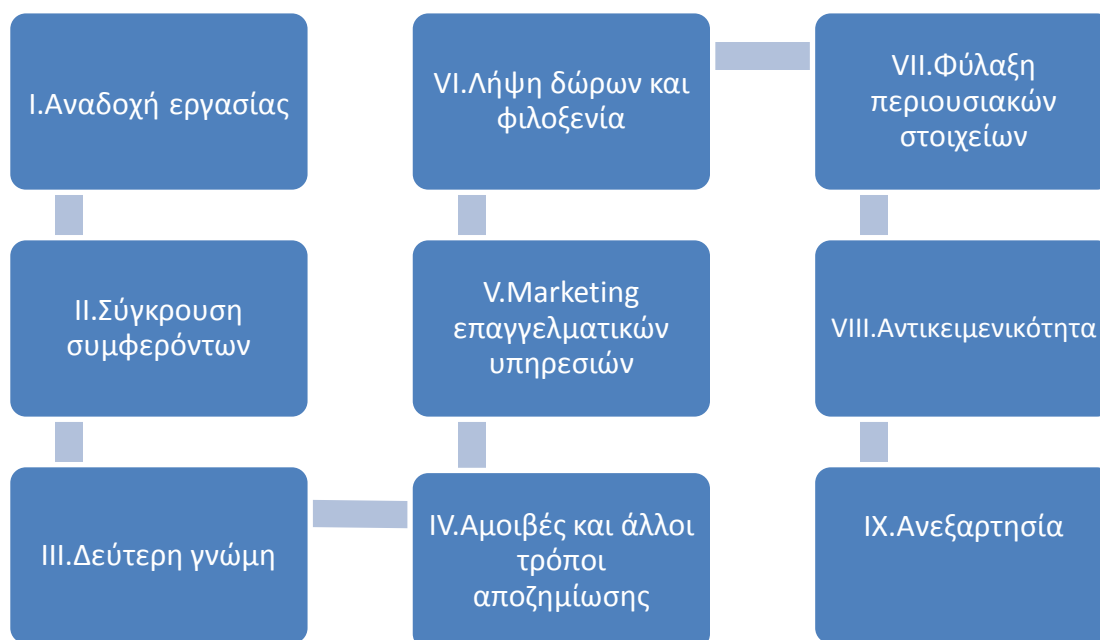 I.Αναδοχή εργασίας
II.Σύγκρουση
συμφερόντων
III.Δεύτερη γνώμη
IV.Αμοιβές και άλλοι
τρόποι
αποζημίωσης
V.Marketing
επαγγελματικών
υπηρεσιών
VI.Λήψη δώρων και
φιλοξενία
VII.Φύλαξη
περιουσιακών
στοιχείων
VIII.Αντικειμενικότητα
IX.Ανεξαρτησία